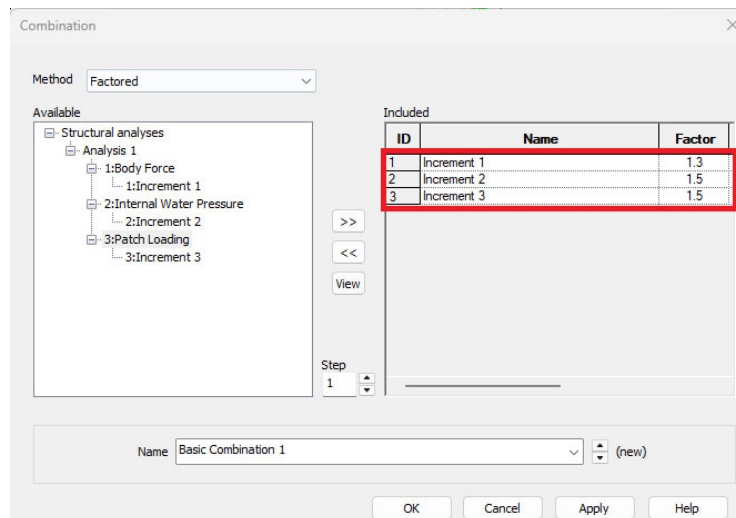 Combination
Method Factored
Available
Included
Structural analyses
Analysis 1
1:Body Force
1:Increment 1
2:Internal Water Pressure
2:Increment 2
3:Patch Loading
3:Increment 3
>>
<<
View
Step
1
ID Name Factor
1 Increment 1 1.3
2 Increment 2 1.5
3 Increment 3 1.5
Name Basic Combination 1 (new)
OK Cancel Apply Help